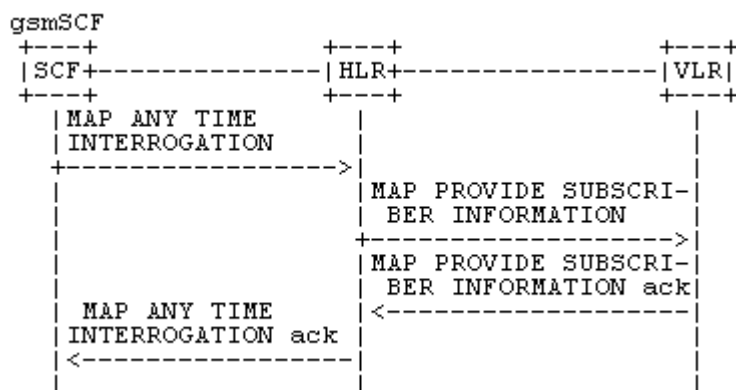 gsmSCF
SCF HLR VLR
MAP ANY TIME
INTERROGATION
MAP PROVIDE SUBSCRI-
BER INFORMATION
MAP PROVIDE SUBSCRI-
BER INFORMATION ack
MAP ANY TIME
INTERROGATION ack